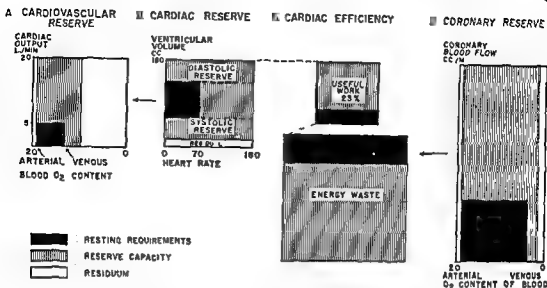 A CARDIOVASCULAR
RESERVE
CARDIAC RESERVE
CARDIAC EFFICIENCY
CORONARY RESERVE
CARDIAC
OUTPUT
L/MIN
20
5
20
0
ARTERIAL VENOUS
BLOOD O2 CONTENT
VENTRICULAR
VOLUME
CC
180
DIASTOLIC
RESERVE
SYSTOLIC
RESERVE
0 70 180
HEART RATE
USEFUL
WORK
25%
ENERGY WASTE
CORONARY
BLOOD FLOW
CC/M
20
0
ARTERIAL VENOUS
O2 CONTENT OF BLOOD
RESTING REQUIREMENTS
RESERVE CAPACITY
RESIDUUM